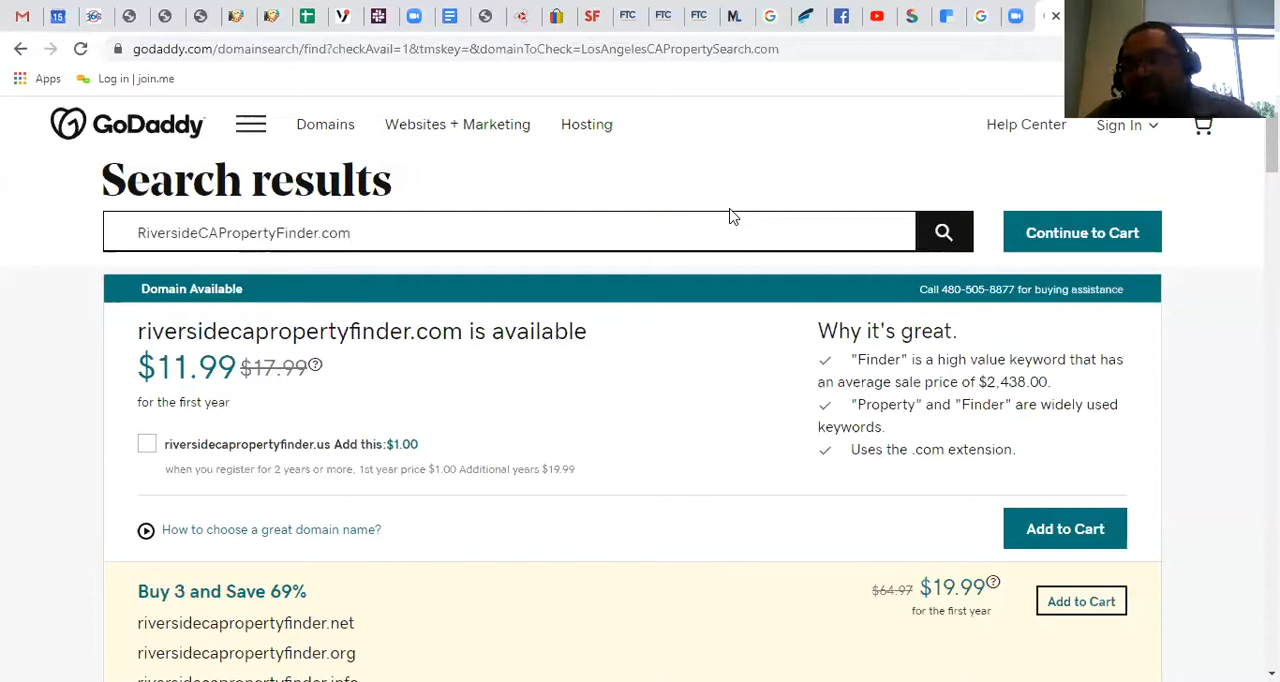 15
360
Y
SF
FTC
FTC
FTC
ML
G
S
G
godaddy.com/domainsearch/find?checkAvail=1&tmskey=&domainToCheck=LosAngelesCAPropertySearch.com
Apps
Log in | join.me
GoDaddy
Domains
Websites + Marketing
Hosting
Help Center
Sign In
Search results
RiversideCAPropertyFinder.com
Continue to Cart
Domain Available
Call 480-505-8877 for buying assistance
riversidecapropertyfinder.com is available
$11.99 $17.99 ?
for the first year
riversidecapropertyfinder.us Add this:$1.00
when you register for 2 years or more, 1st year price $1.00 Additional years $19.99
Why it's great.
"Finder" is a high value keyword that has
an average sale price of $2,438.00.
"Property" and "Finder" are widely used
keywords.
Uses the .com extension.
How to choose a great domain name?
Add to Cart
Buy 3 and Save 69%
$64.97 $19.99 ?
for the first year
Add to Cart
riversidecapropertyfinder.net
riversidecapropertyfinder.org
riversidecapropertyfinder.info